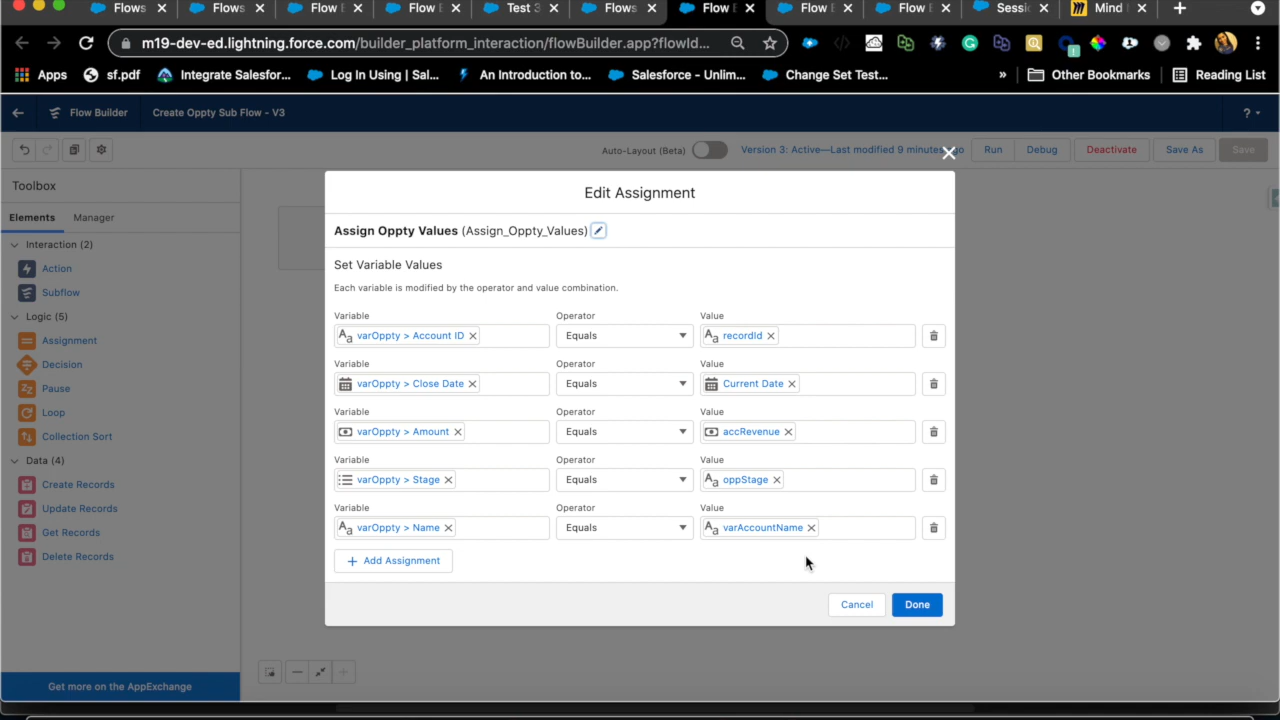 Flows
Flows
Flow E
Flow E
Test 3
Flows
Flow E
Flow E
Flow E
Sessi
Mind
m19-dev-ed.lightning.force.com/builder_platform_interaction/flowBuilder.app?flowId...
Apps
sf.pdf
Integrate Salesfor...
Log In Using | Sal...
An Introduction to...
Salesforce - Unlim...
Change Set Test...
»
Other Bookmarks
Reading List
Flow Builder
Create Oppty Sub Flow - V3
?
Auto-Layout (Beta)
Version 3: Active—Last modified 9 minutes ago
Run
Debug
Deactivate
Save As
Save
Toolbox
Elements
Manager
Interaction (2)
Action
Subflow
Logic (5)
Assignment
Decision
Pause
Loop
Collection Sort
Data (4)
Create Records
Update Records
Get Records
Delete Records
Get more on the AppExchange
Edit Assignment
Assign Oppty Values (Assign_Oppty_Values)
Set Variable Values
Each variable is modified by the operator and value combination.
Variable Operator Value
varOppty > Account ID Equals recordId
Variable Operator Value
varOppty > Close Date Equals Current Date
Variable Operator Value
varOppty > Amount Equals accRevenue
Variable Operator Value
varOppty > Stage Equals oppStage
Variable Operator Value
varOppty > Name Equals varAccountName
+ Add Assignment
Cancel
Done